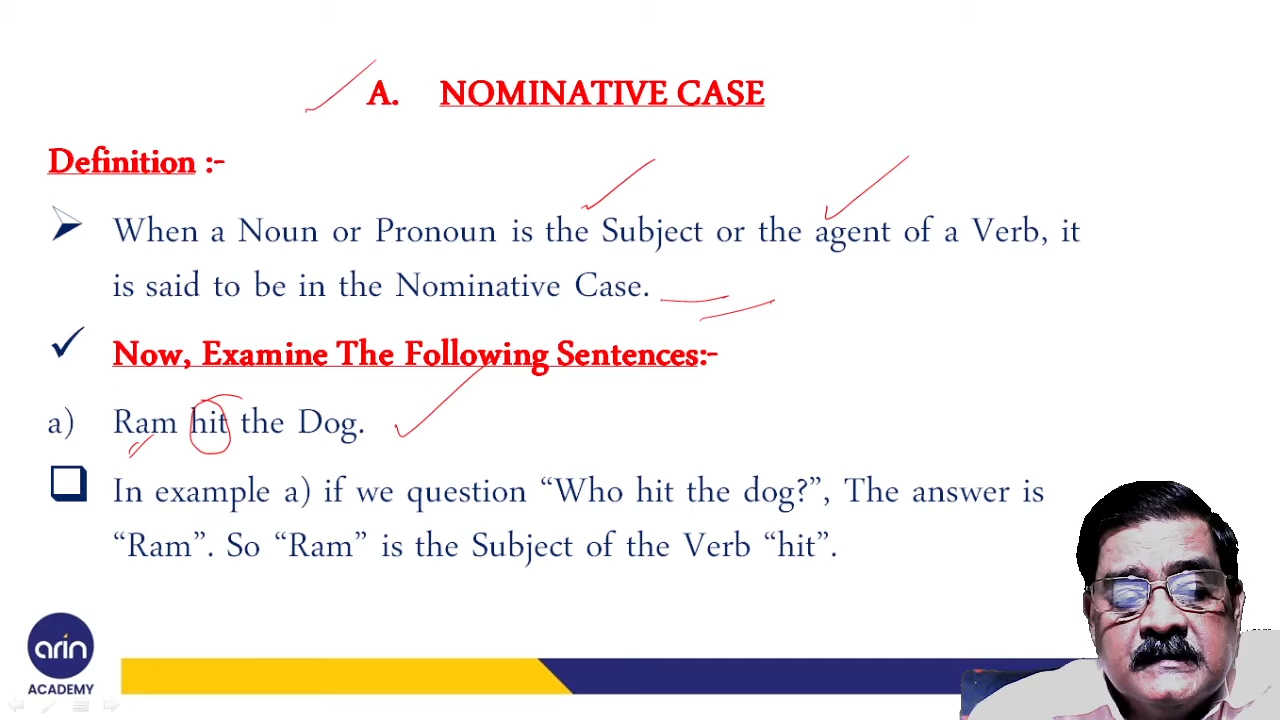 A. NOMINATIVE CASE
Definition :-
When a Noun or Pronoun is the Subject or the agent of a Verb, it
is said to be in the Nominative Case.
Now, Examine The Following Sentences:-
a) Ram hit the Dog.
In example a) if we question “Who hit the dog?”, The answer is
“Ram”. So “Ram” is the Subject of the Verb “hit”.
arin
ACADEMY